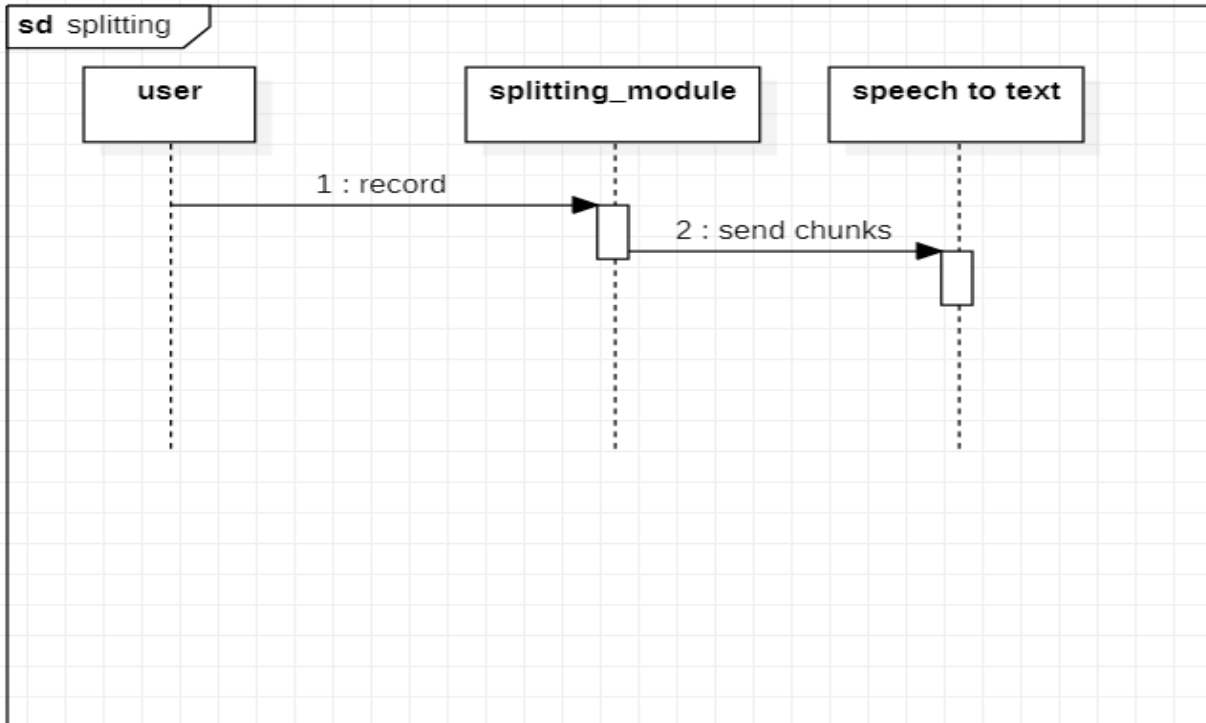 sd splitting
user
splitting_module
speech to text
1 : record
2 : send chunks